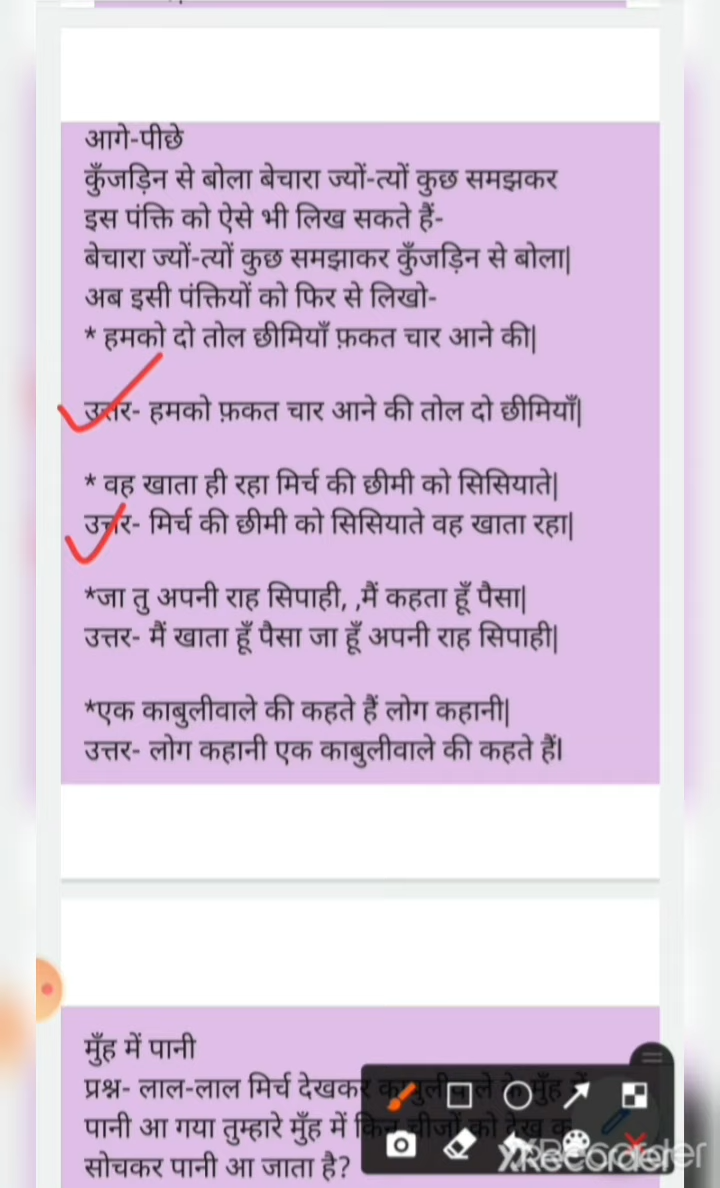 आगे-पीछे
कुँजड़िन से बोला बेचारा ज्यों-त्यों कुछ समझकर
इस पंक्ति को ऐसे भी लिख सकते हैं-
बेचारा ज्यों-त्यों कुछ समझाकर कुँजड़िन से बोला|
अब इसी पंक्तियों को फिर से लिखो-
* हमको दो तोल छीमियाँ फ़कत चार आने की|
उत्तर- हमको फ़कत चार आने की तोल दो छीमियाँ|
* वह खाता ही रहा मिर्च की छीमी को सिसियाते|
उत्तर- मिर्च की छीमी को सिसियाते वह खाता रहा|
*जा तु अपनी राह सिपाही, ,मैं कहता हूँ पैसा|
उत्तर- मैं खाता हूँ पैसा जा हूँ अपनी राह सिपाही|
*एक काबुलीवाले की कहते हैं लोग कहानी|
उत्तर- लोग कहानी एक काबुलीवाले की कहते हैं।
मुँह में पानी
प्रश्न- लाल-लाल मिर्च देखकर काबुलीवाले के मुँह में
पानी आ गया तुम्हारे मुँह में किन चीजों को देख
सोचकर पानी आ जाता है?
XRecorder